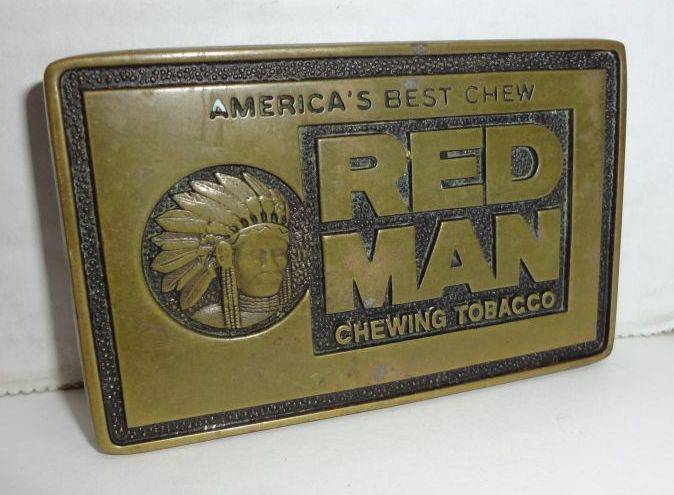 AMERICA'S BEST CHEW
RED
MAN
CHEWING TOBACCO